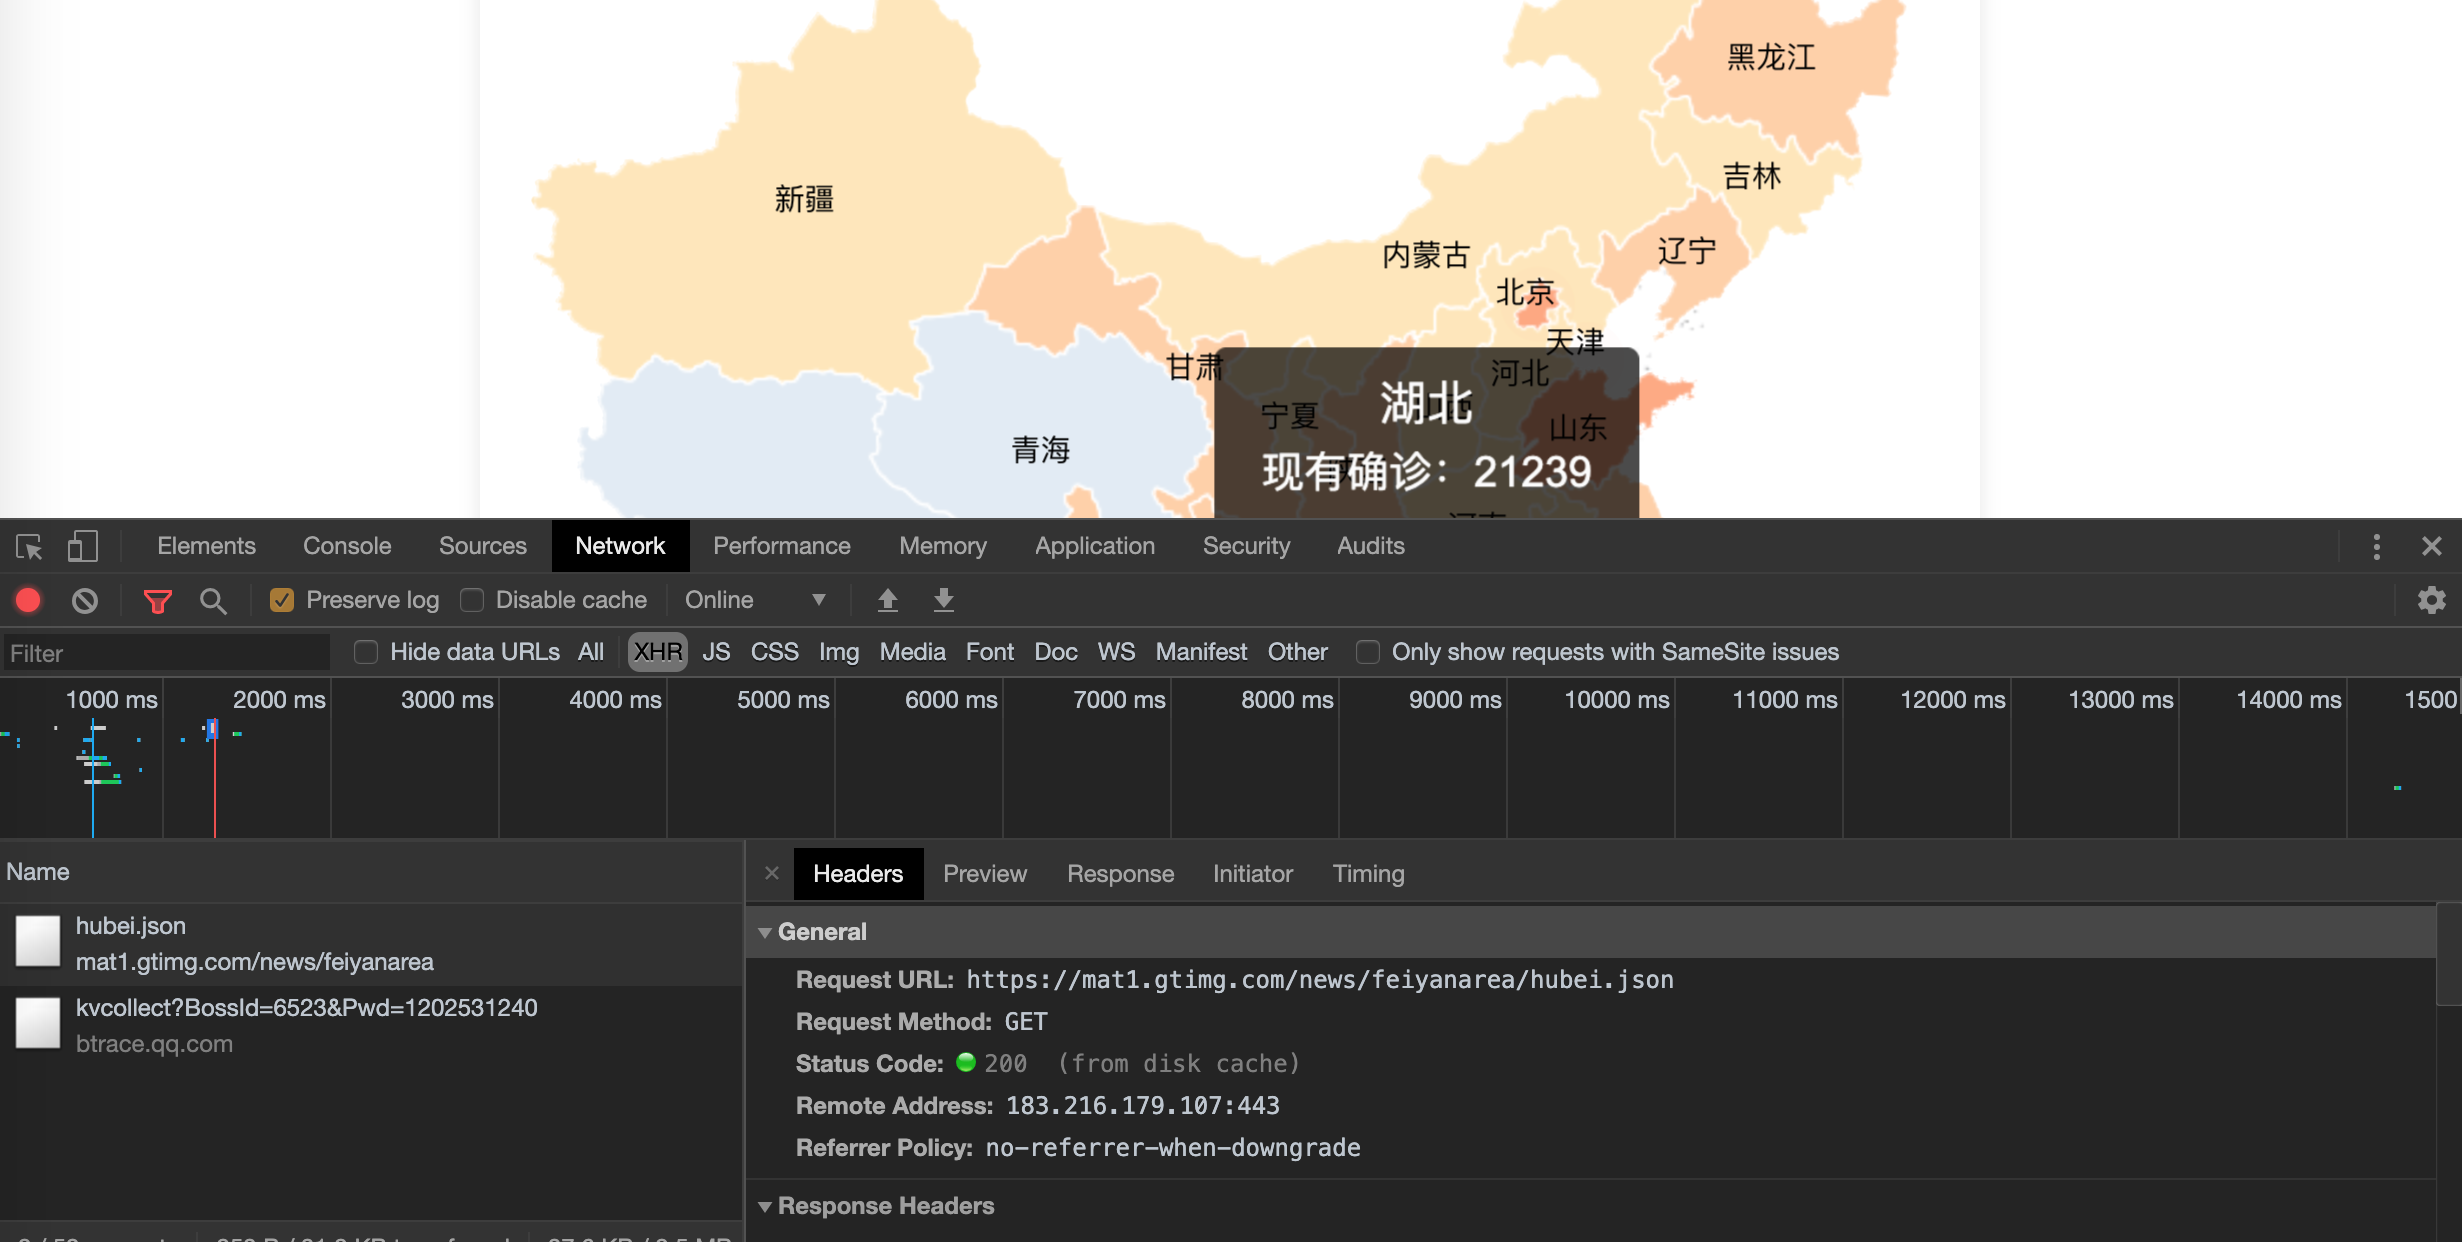 黑龙江
吉林
新疆
辽宁
内蒙古
北京
天津
甘肃
河北
湖北
宁夏
山东
青海
现有确诊：21239
河南
Elements Console Sources Network Performance Memory Application Security Audits
Preserve log Disable cache Online
Filter Hide data URLs All XHR JS CSS Img Media Font Doc WS Manifest Other Only show requests with SameSite issues
1000 ms 2000 ms 3000 ms 4000 ms 5000 ms 6000 ms 7000 ms 8000 ms 9000 ms 10000 ms 11000 ms 12000 ms 13000 ms 14000 ms 1500
Name
Headers Preview Response Initiator Timing
hubei.json
mat1.gtimg.com/news/feiyanarea
kvcollect?BossId=6523&Pwd=1202531240
btrace.qq.com
General
Request URL: https://mat1.gtimg.com/news/feiyanarea/hubei.json
Request Method: GET
Status Code: 200 (from disk cache)
Remote Address: 183.216.179.107:443
Referrer Policy: no-referrer-when-downgrade
Response Headers